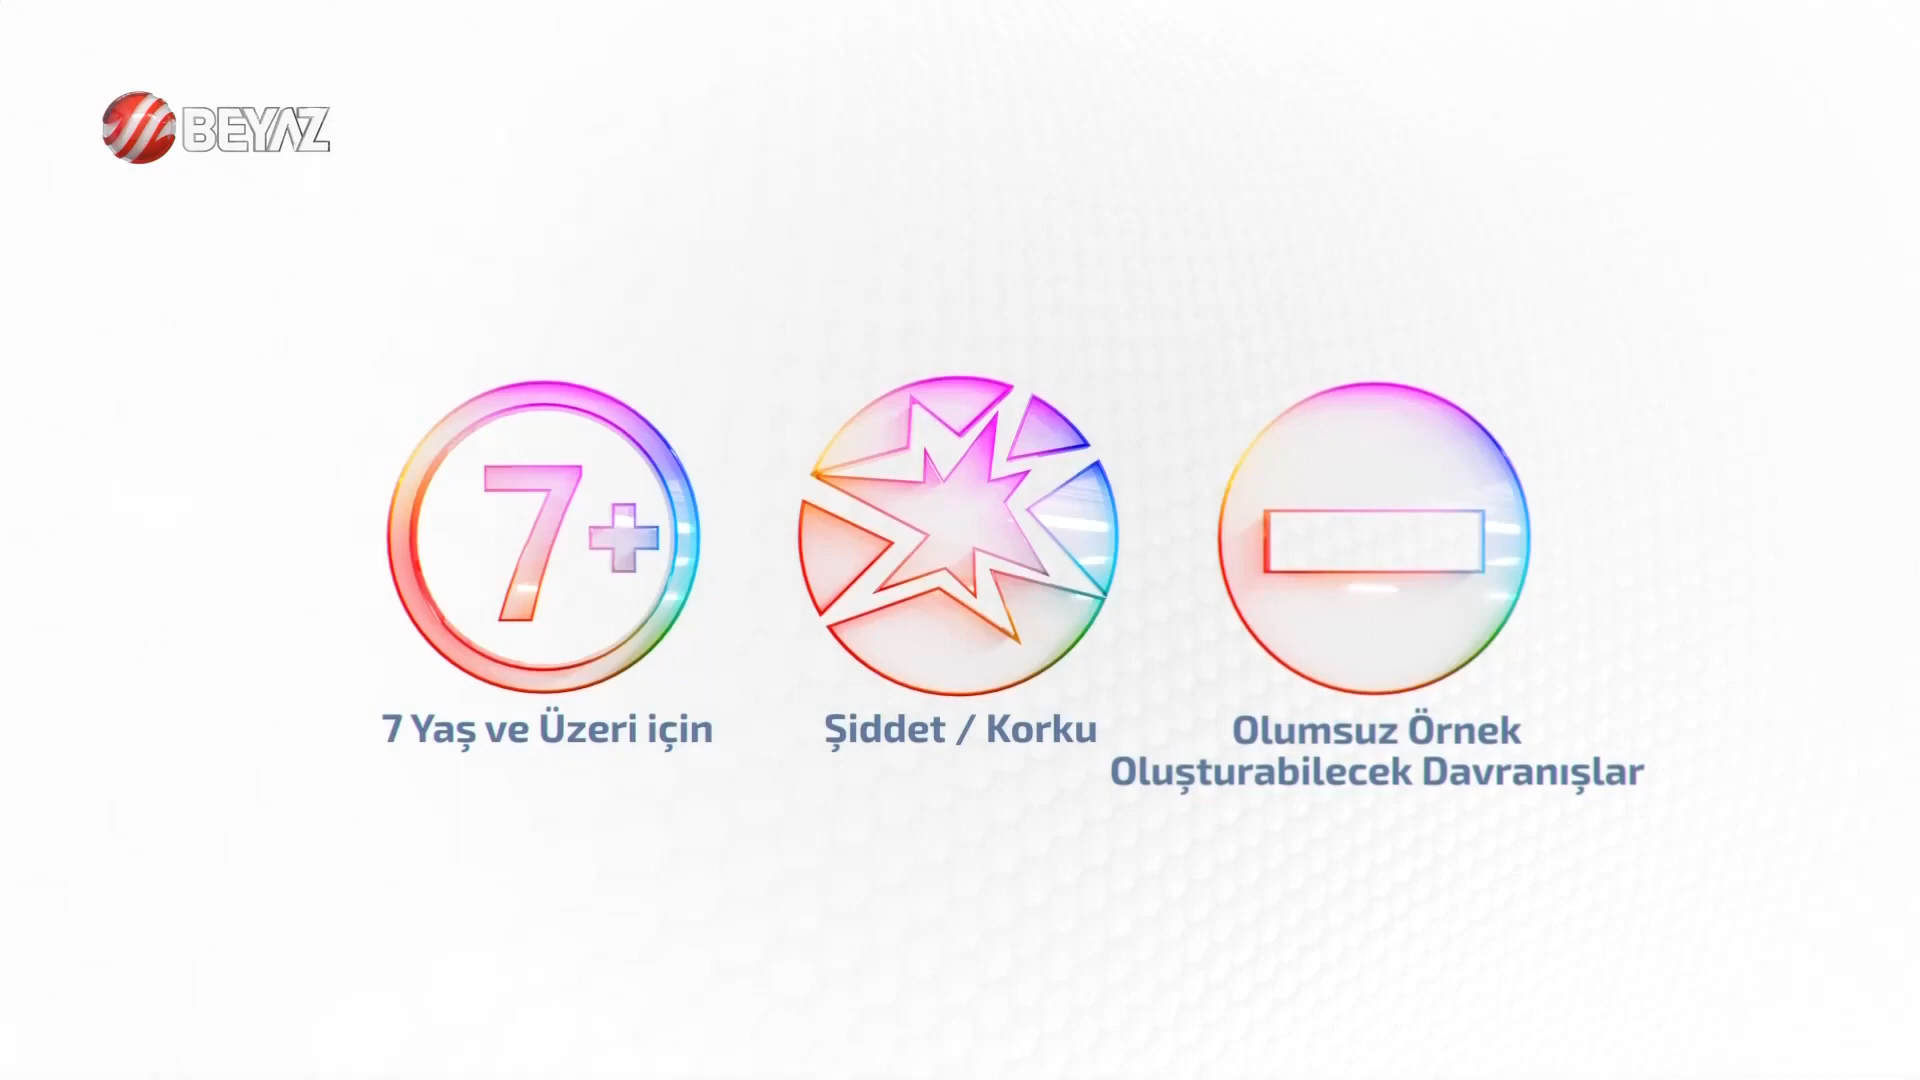 BEYAZ
7+
7 Yaş ve Üzeri için
Şiddet / Korku
Olumsuz Örnek
Oluşturabilecek Davranışlar